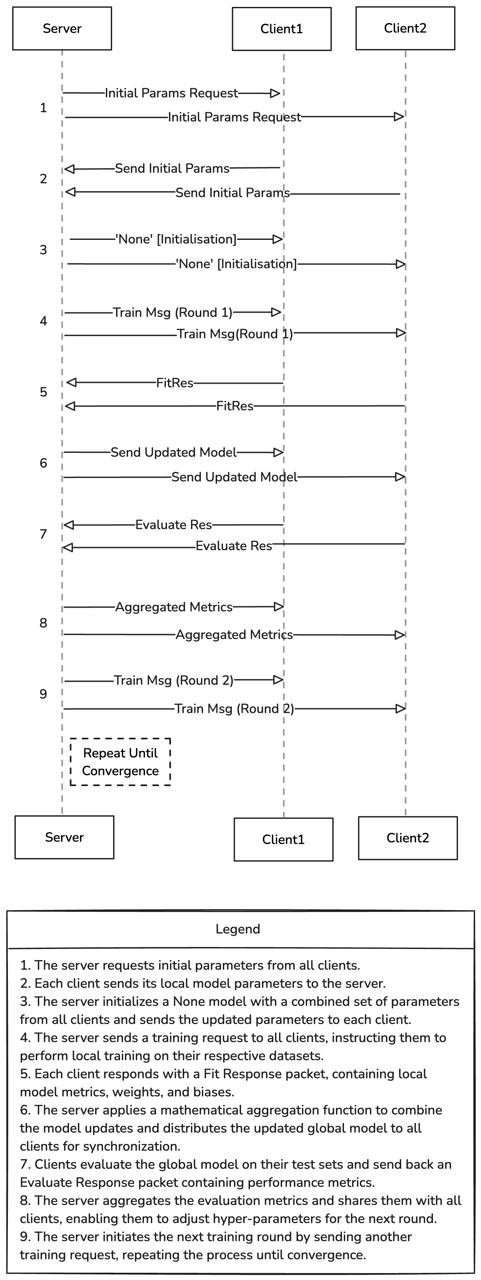 Server
Client1
Client2
Initial Params Request
1
Initial Params Request
Send Initial Params
2
Send Initial Params
'None' [Initialisation]
3
'None' [Initialisation]
Train Msg (Round 1)
4
Train Msg(Round 1)
FitRes
5
FitRes
Send Updated Model
6
Send Updated Model
Evaluate Res
7
Evaluate Res
Aggregated Metrics
8
Aggregated Metrics
Train Msg (Round 2)
9
Train Msg (Round 2)
Repeat Until
Convergence
Server
Client1
Client2
Legend
1. The server requests initial parameters from all clients.
2. Each client sends its local model parameters to the server.
3. The server initializes a None model with a combined set of parameters
from all clients and sends the updated parameters to each client.
4. The server sends a training request to all clients, instructing them to
perform local training on their respective datasets.
5. Each client responds with a Fit Response packet, containing local
model metrics, weights, and biases.
6. The server applies a mathematical aggregation function to combine
the model updates and distributes the updated global model to all
clients for synchronization.
7. Clients evaluate the global model on their test sets and send back an
Evaluate Response packet containing performance metrics.
8. The server aggregates the evaluation metrics and shares them with all
clients, enabling them to adjust hyper-parameters for the next round.
9. The server initiates the next training round by sending another
training request, repeating the process until convergence.